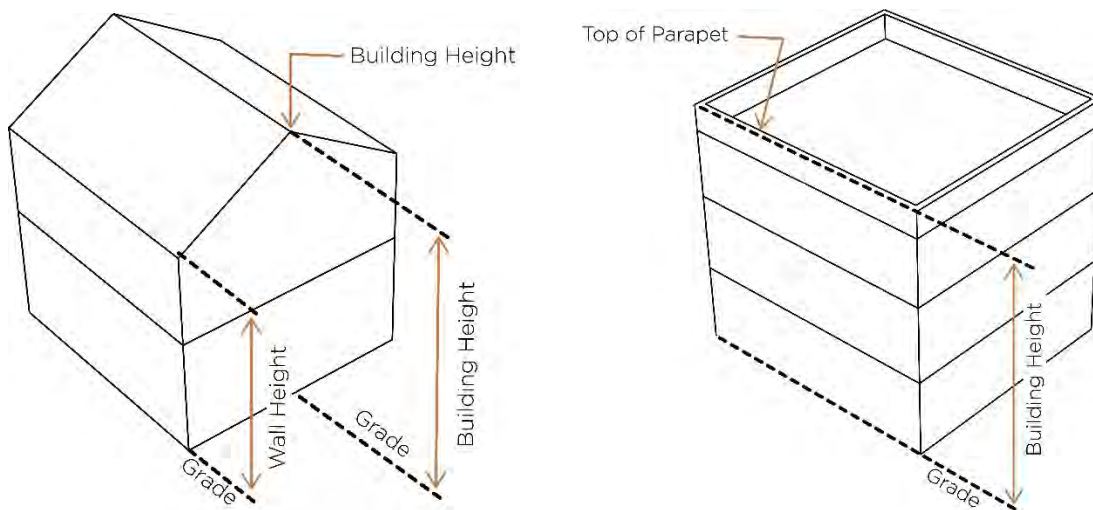 Building Height
Wall Height
Grade
Grade
Building Height
Top of Parapet
Building Height
Grade